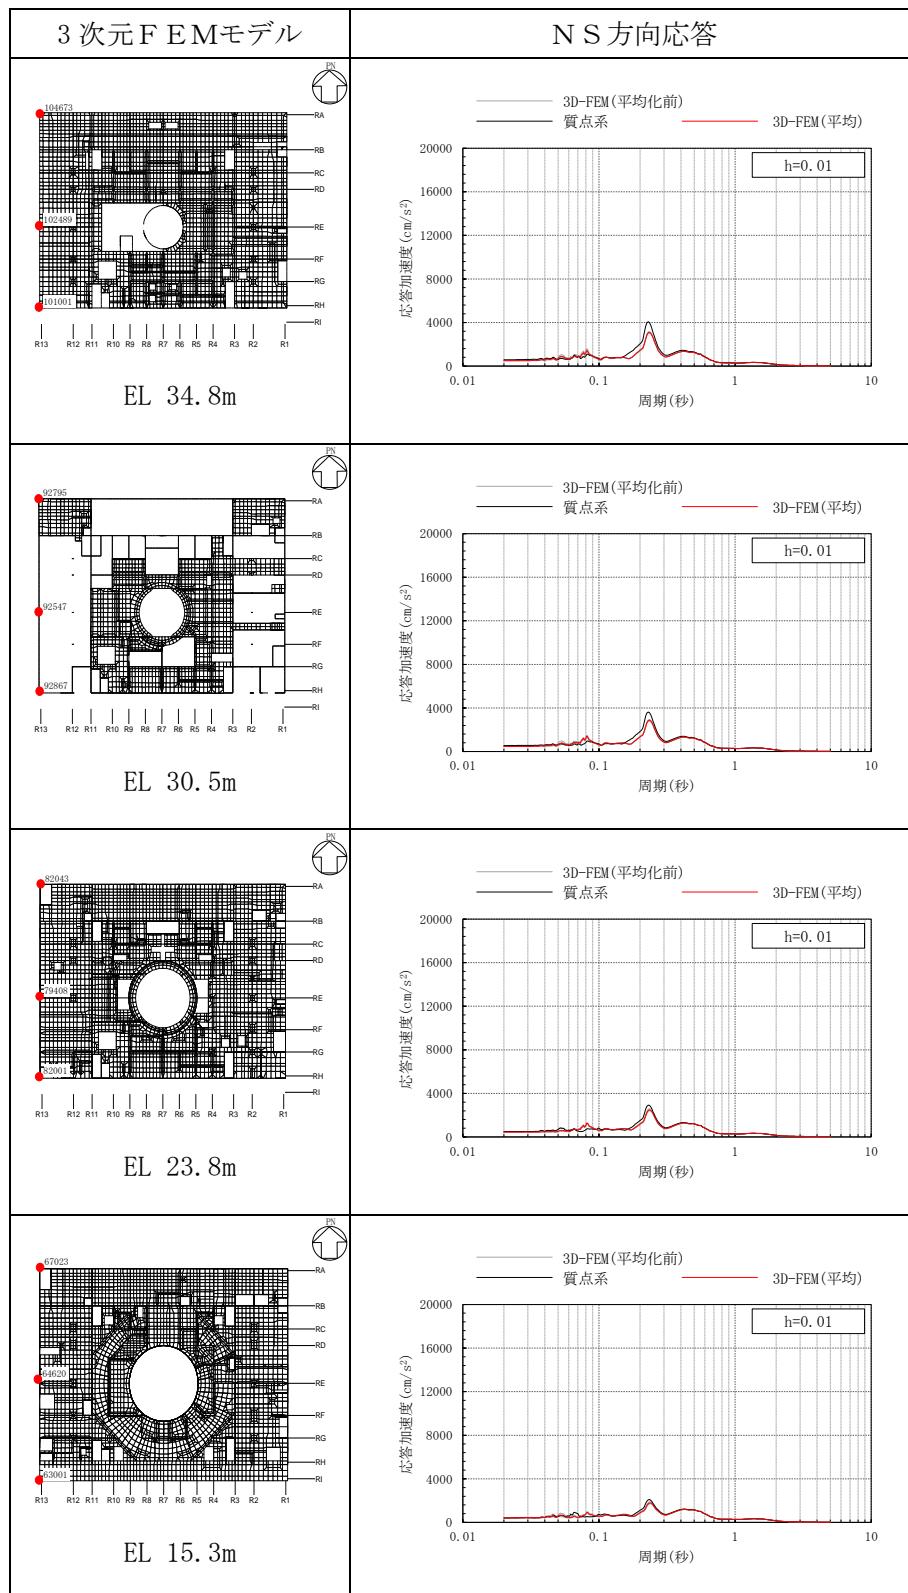 3次元FEMモデル
NS方向応答
PN
104673
102489
101001
RA
RB
RC
RD
RE
RF
RG
RH
RI
R13 R12 R11 R10 R9 R8 R7 R6 R5 R4 R3 R2 R1
EL 34.8m
3D-FEM(平均化前)
質点系 3D-FEM(平均)
h=0.01
応答加速度(cm/s²)
20000
16000
12000
8000
4000
0
0.01 0.1 1 10
周期(秒)
PN
92795
92547
92867
RA
RB
RC
RD
RE
RF
RG
RH
RI
R13 R12 R11 R10 R9 R8 R7 R6 R5 R4 R3 R2 R1
EL 30.5m
3D-FEM(平均化前)
質点系 3D-FEM(平均)
h=0.01
応答加速度(cm/s²)
20000
16000
12000
8000
4000
0
0.01 0.1 1 10
周期(秒)
PN
82043
79408
82001
RA
RB
RC
RD
RE
RF
RG
RH
RI
R13 R12 R11 R10 R9 R8 R7 R6 R5 R4 R3 R2 R1
EL 23.8m
3D-FEM(平均化前)
質点系 3D-FEM(平均)
h=0.01
応答加速度(cm/s²)
20000
16000
12000
8000
4000
0
0.01 0.1 1 10
周期(秒)
PN
67023
64620
63001
RA
RB
RC
RD
RE
RF
RG
RH
RI
R13 R12 R11 R10 R9 R8 R7 R6 R5 R4 R3 R2 R1
EL 15.3m
3D-FEM(平均化前)
質点系 3D-FEM(平均)
h=0.01
応答加速度(cm/s²)
20000
16000
12000
8000
4000
0
0.01 0.1 1 10
周期(秒)